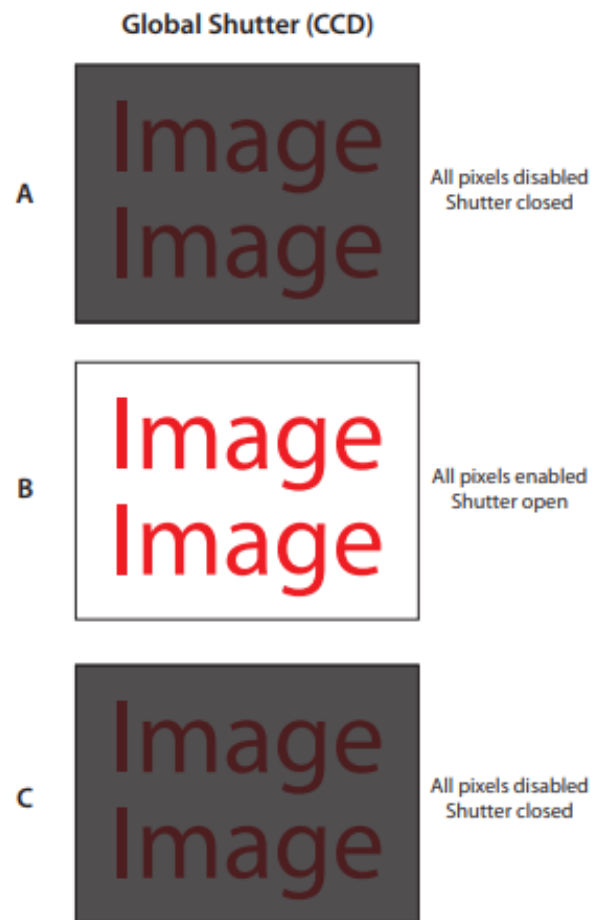 Global Shutter (CCD)
A
Image
Image
All pixels disabled
Shutter closed
B
Image
Image
All pixels enabled
Shutter open
C
Image
Image
All pixels disabled
Shutter closed